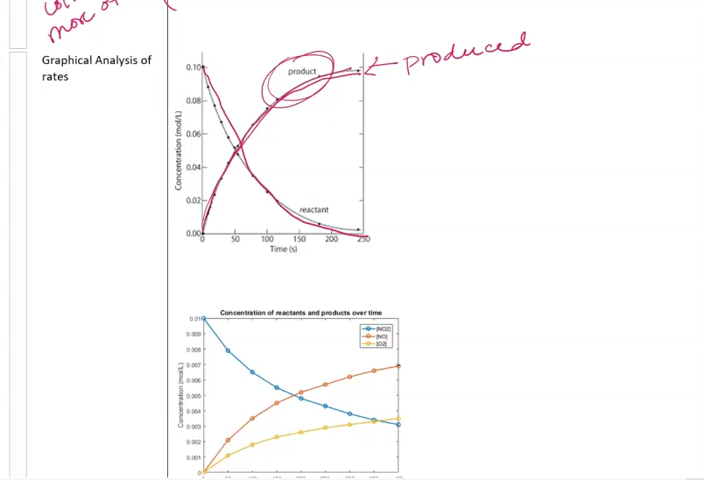 Graphical Analysis of
rates
0.10
product
produced
0.08
0.06
Concentration (mol/L)
0.04
0.02
reactant
0.00
0
50
100
150
200
250
Time (s)
Concentration of reactants and products over time
0.01
0.009
0.008
0.007
0.006
0.005
0.004
0.003
0.002
0.001
0
Concentration (mol/L)
[NO2]
[NO]
[O2]